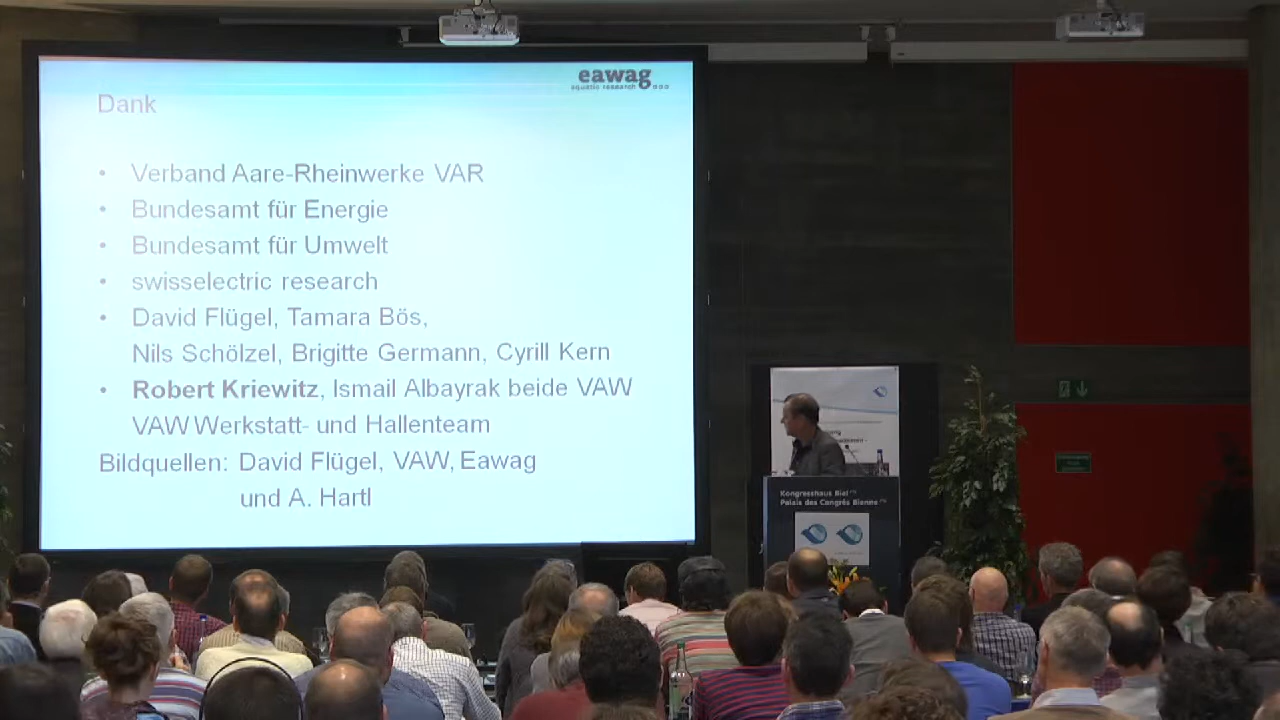 eawag
aquatic research
Dank
• Verband Aare-Rheinwerke VAR
• Bundesamt für Energie
• Bundesamt für Umwelt
• swisselectric research
• David Flügel, Tamara Bös,
Nils Schölzel, Brigitte Germann, Cyrill Kern
• Robert Kriewitz, Ismail Albayrak beide VAW
VAW Werkstatt- und Hallenteam
Bildquellen: David Flügel, VAW, Eawag
und A. Hartl
Kongresshaus Biel
Palais des Congrès Bienne